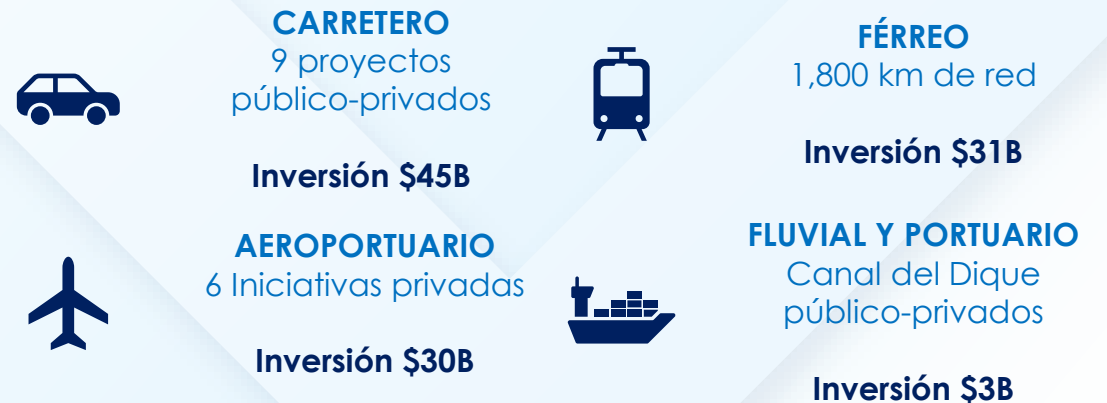 CARRETERO
9 proyectos
público-privados
Inversión $45B
FÉRREO
1,800 km de red
Inversión $31B
AEROPORTUARIO
6 Iniciativas privadas
Inversión $30B
FLUVIAL Y PORTUARIO
Canal del Dique
público-privados
Inversión $3B